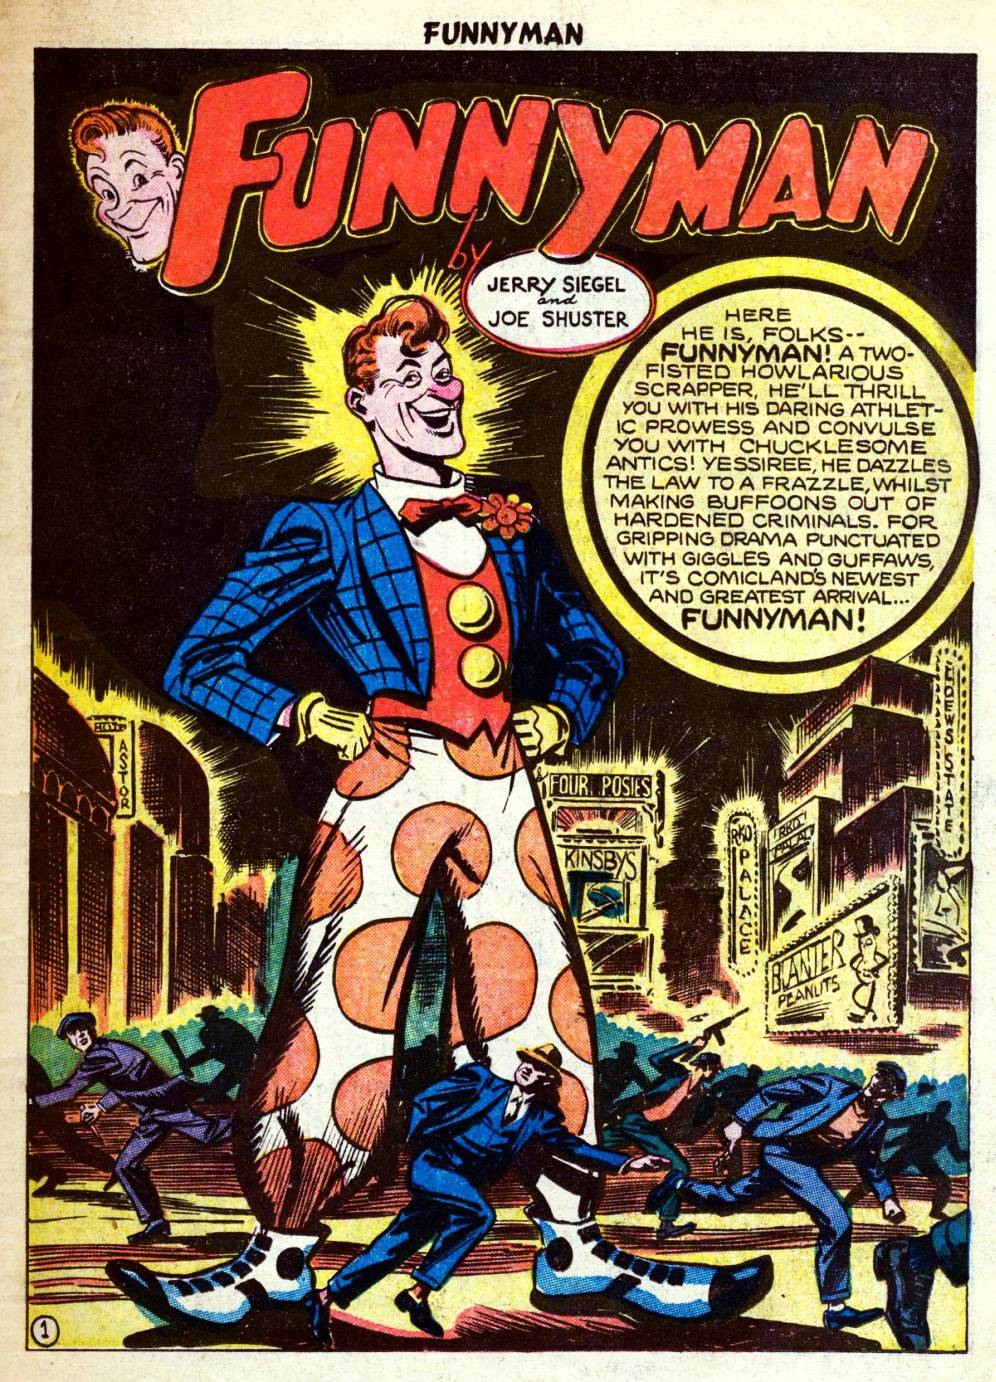 FUNNYMAN
FUNNYMAN
by
JERRY SIEGEL
and
JOE SHUSTER
HERE
HE IS, FOLKS--
FUNNYMAN! A TWO-
FISTED HOWLARIOUS
SCRAPPER, HE'LL THRILL
YOU WITH HIS DARING ATHLET-
IC PROWESS AND CONVULSE
YOU WITH CHUCKLESOME
ANTICS! YESSIREE, HE DAZZLES
THE LAW TO A FRAZZLE, WHILST
MAKING BUFFOONS OUT OF
HARDENED CRIMINALS. FOR
GRIPPING DRAMA PUNCTUATED
WITH GIGGLES AND GUFFAWS,
IT'S COMICLAND'S NEWEST
AND GREATEST ARRIVAL...
FUNNYMAN!
ASTOR
FOUR POSIES
KINSBYS
RKO PALACE
LOEWS STATE
BLANTER
PEANUTS
1